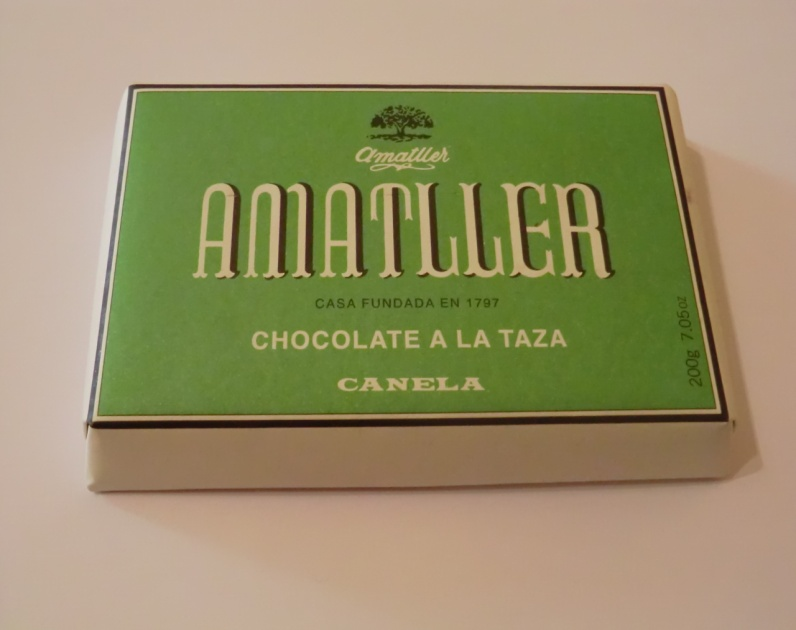 amatller
AMATLLER
CASA FUNDADA EN 1797
CHOCOLATE A LA TAZA
CANELA
200g 7.05oz